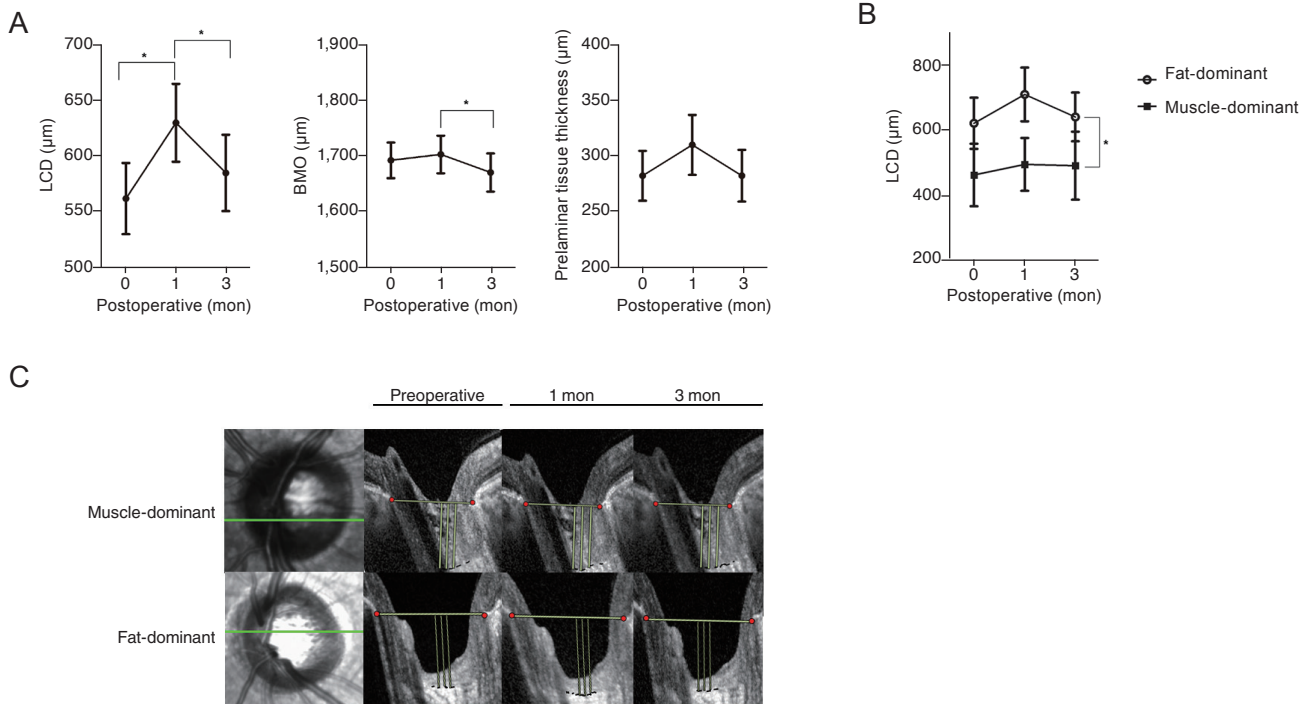 A
700
650
600
550
500
LCD (μm)
*
*
0 1 3
Postoperative (mon)
1,900
1,800
1,700
1,600
1,500
BMO (μm)
*
0 1 3
Postoperative (mon)
400
350
300
250
200
Prelaminar tissue thickness (μm)
0 1 3
Postoperative (mon)
B
800
600
400
200
LCD (μm)
*
0 1 3
Postoperative (mon)
Fat-dominant
Muscle-dominant
C
Preoperative 1 mon 3 mon
Muscle-dominant
Fat-dominant